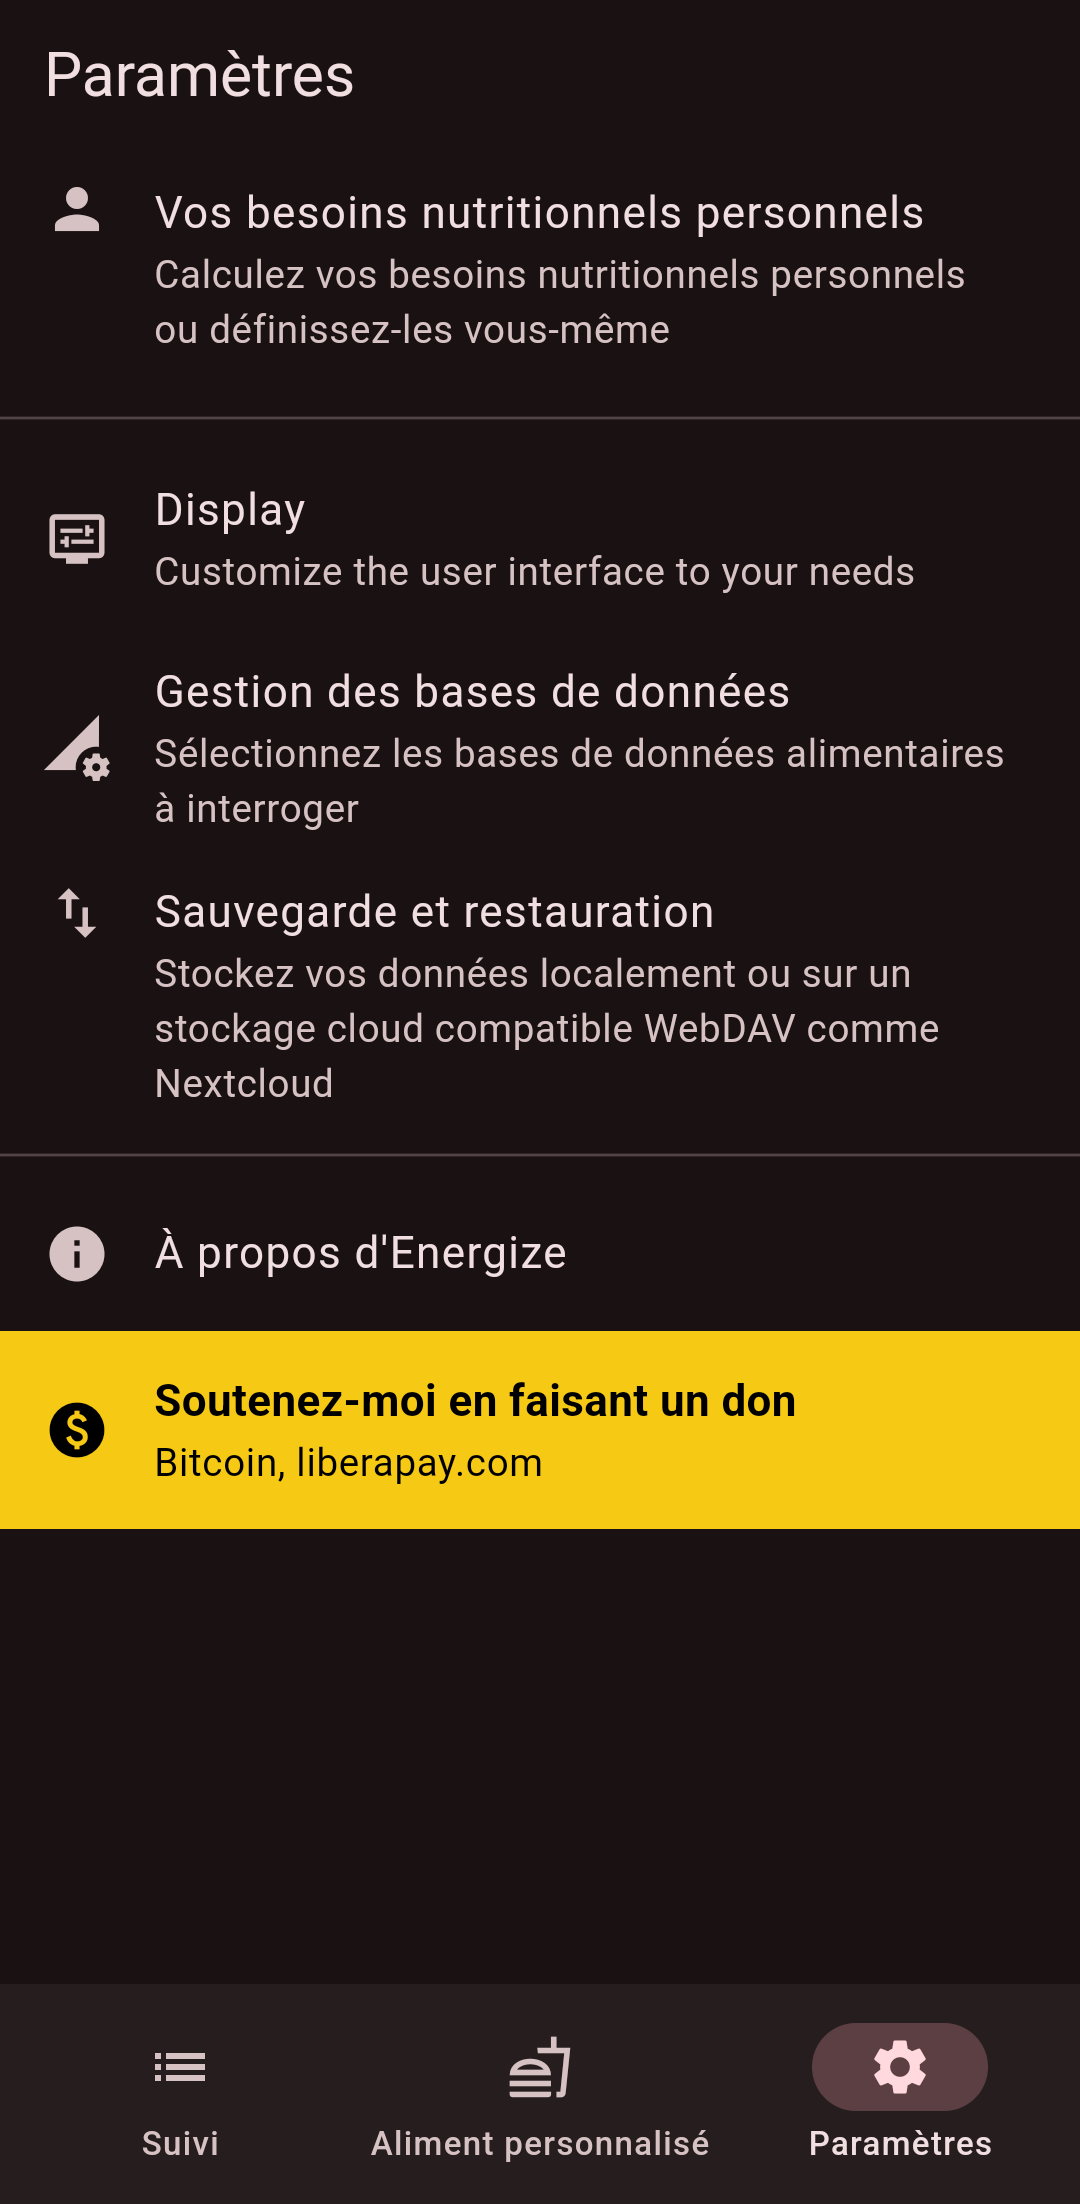 Paramètres
Vos besoins nutritionnels personnels
Calculez vos besoins nutritionnels personnels
ou définissez-les vous-même
Display
Customize the user interface to your needs
Gestion des bases de données
Sélectionnez les bases de données alimentaires
à interroger
Sauvegarde et restauration
Stockez vos données localement ou sur un
stockage cloud compatible WebDAV comme
Nextcloud
À propos d'Energize
Soutenez-moi en faisant un don
Bitcoin, liberapay.com
Suivi
Aliment personnalisé
Paramètres